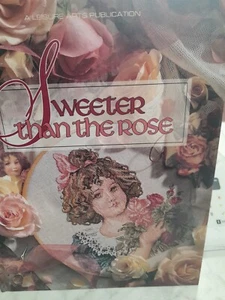 A LEISURE ARTS PUBLICATION
SWEETER
than the ROSE